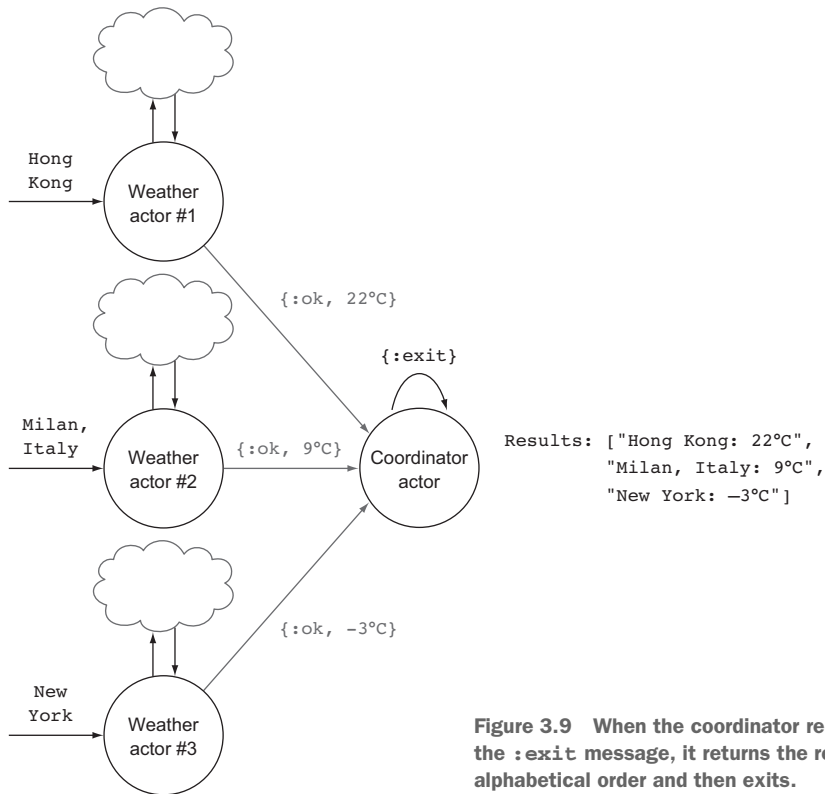 Hong
Kong
Weather
actor #1
{:ok, 22°C}
{:exit}
Milan,
Italy
Weather
actor #2
{:ok, 9°C}
Coordinator
actor
Results: ["Hong Kong: 22°C",
"Milan, Italy: 9°C",
"New York: –3°C"]
{:ok, -3°C}
New
York
Weather
actor #3
Figure 3.9 When the coordinator re
the :exit message, it returns the re
alphabetical order and then exits.